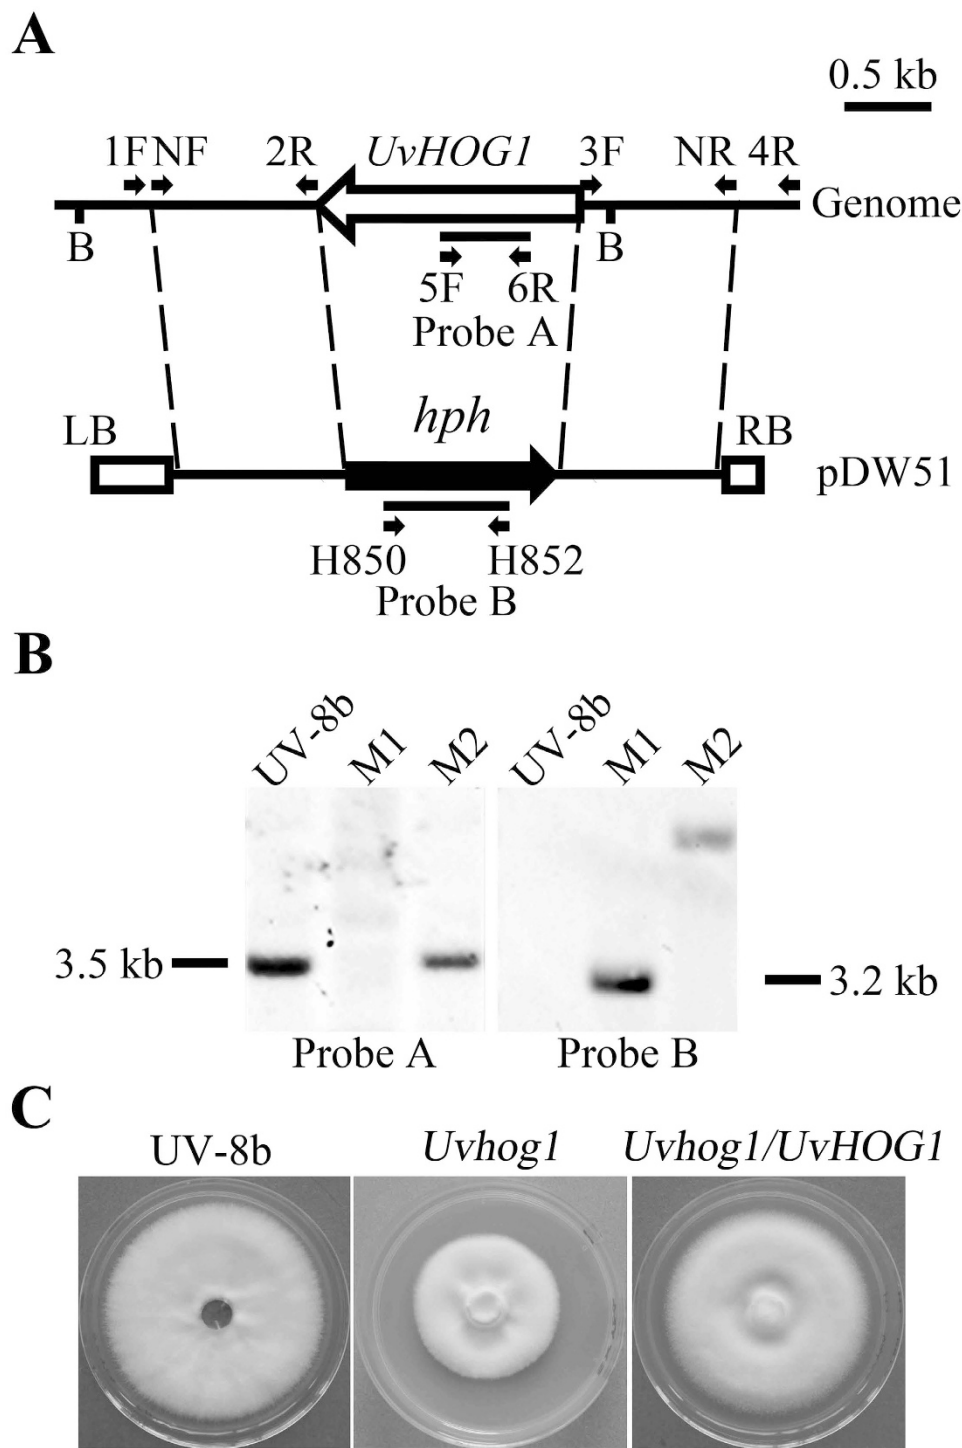 A
0.5 kb
1F NF 2R UvHOG1 3F NR 4R
Genome
B B
5F 6R
Probe A
LB hph RB
pDW51
H850 H852
Probe B
B
UV-8b M1 M2 UV-8b M1 M2
3.5 kb 3.2 kb
Probe A Probe B
C
UV-8b Uvhog1 Uvhog1/UvHOG1